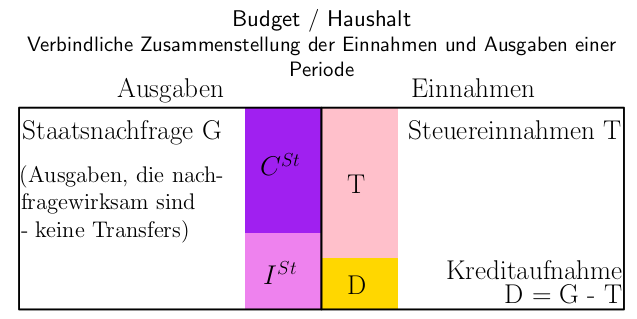 Budget / Haushalt
Verbindliche Zusammenstellung der Einnahmen und Ausgaben einer
Periode
Ausgaben
Einnahmen
Staatsnachfrage G
(Ausgaben, die nach-
fragewirksam sind
- keine Transfers)
C^{St}
I^{St}
T
D
Steuereinnahmen T
Kreditaufnahme
D = G - T